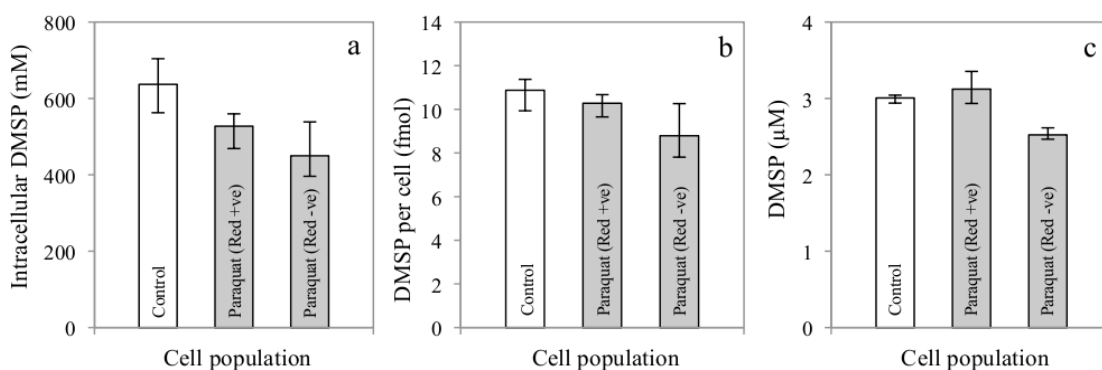 Intracellular DMSP (mM)
800
600
400
200
0
a
Control
Paraquat (Red +ve)
Paraquat (Red -ve)
Cell population
DMSP per cell (fmol)
14
12
10
8
6
4
2
0
b
Control
Paraquat (Red +ve)
Paraquat (Red -ve)
Cell population
DMSP (µM)
4
3
2
1
0
c
Control
Paraquat (Red +ve)
Paraquat (Red -ve)
Cell population